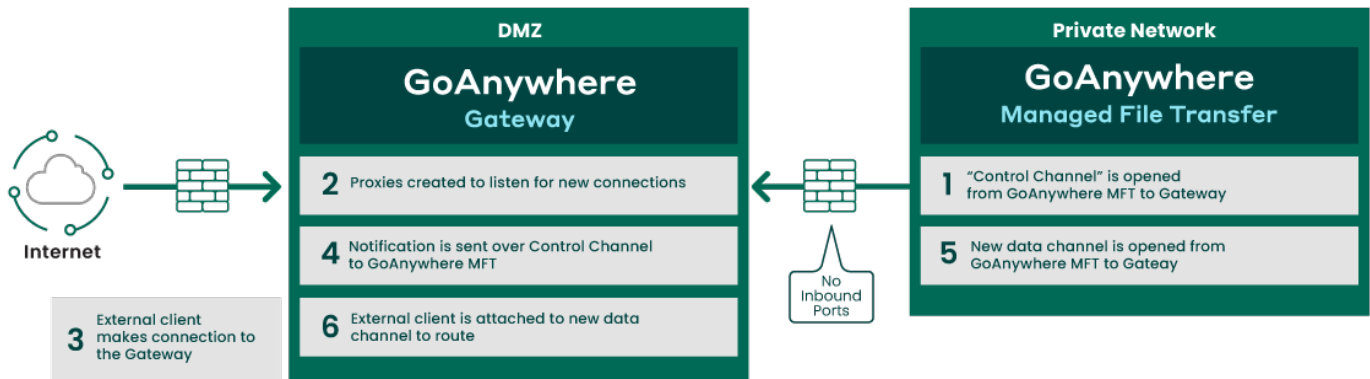 DMZ
GoAnywhere
Gateway
2 Proxies created to listen for new connections
4 Notification is sent over Control Channel
to GoAnywhere MFT
6 External client is attached to new data
channel to route
Internet
3 External client
makes connection to
the Gateway
No
Inbound
Ports
Private Network
GoAnywhere
Managed File Transfer
1 “Control Channel” is opened
from GoAnywhere MFT to Gateway
5 New data channel is opened from
GoAnywhere MFT to Gateay